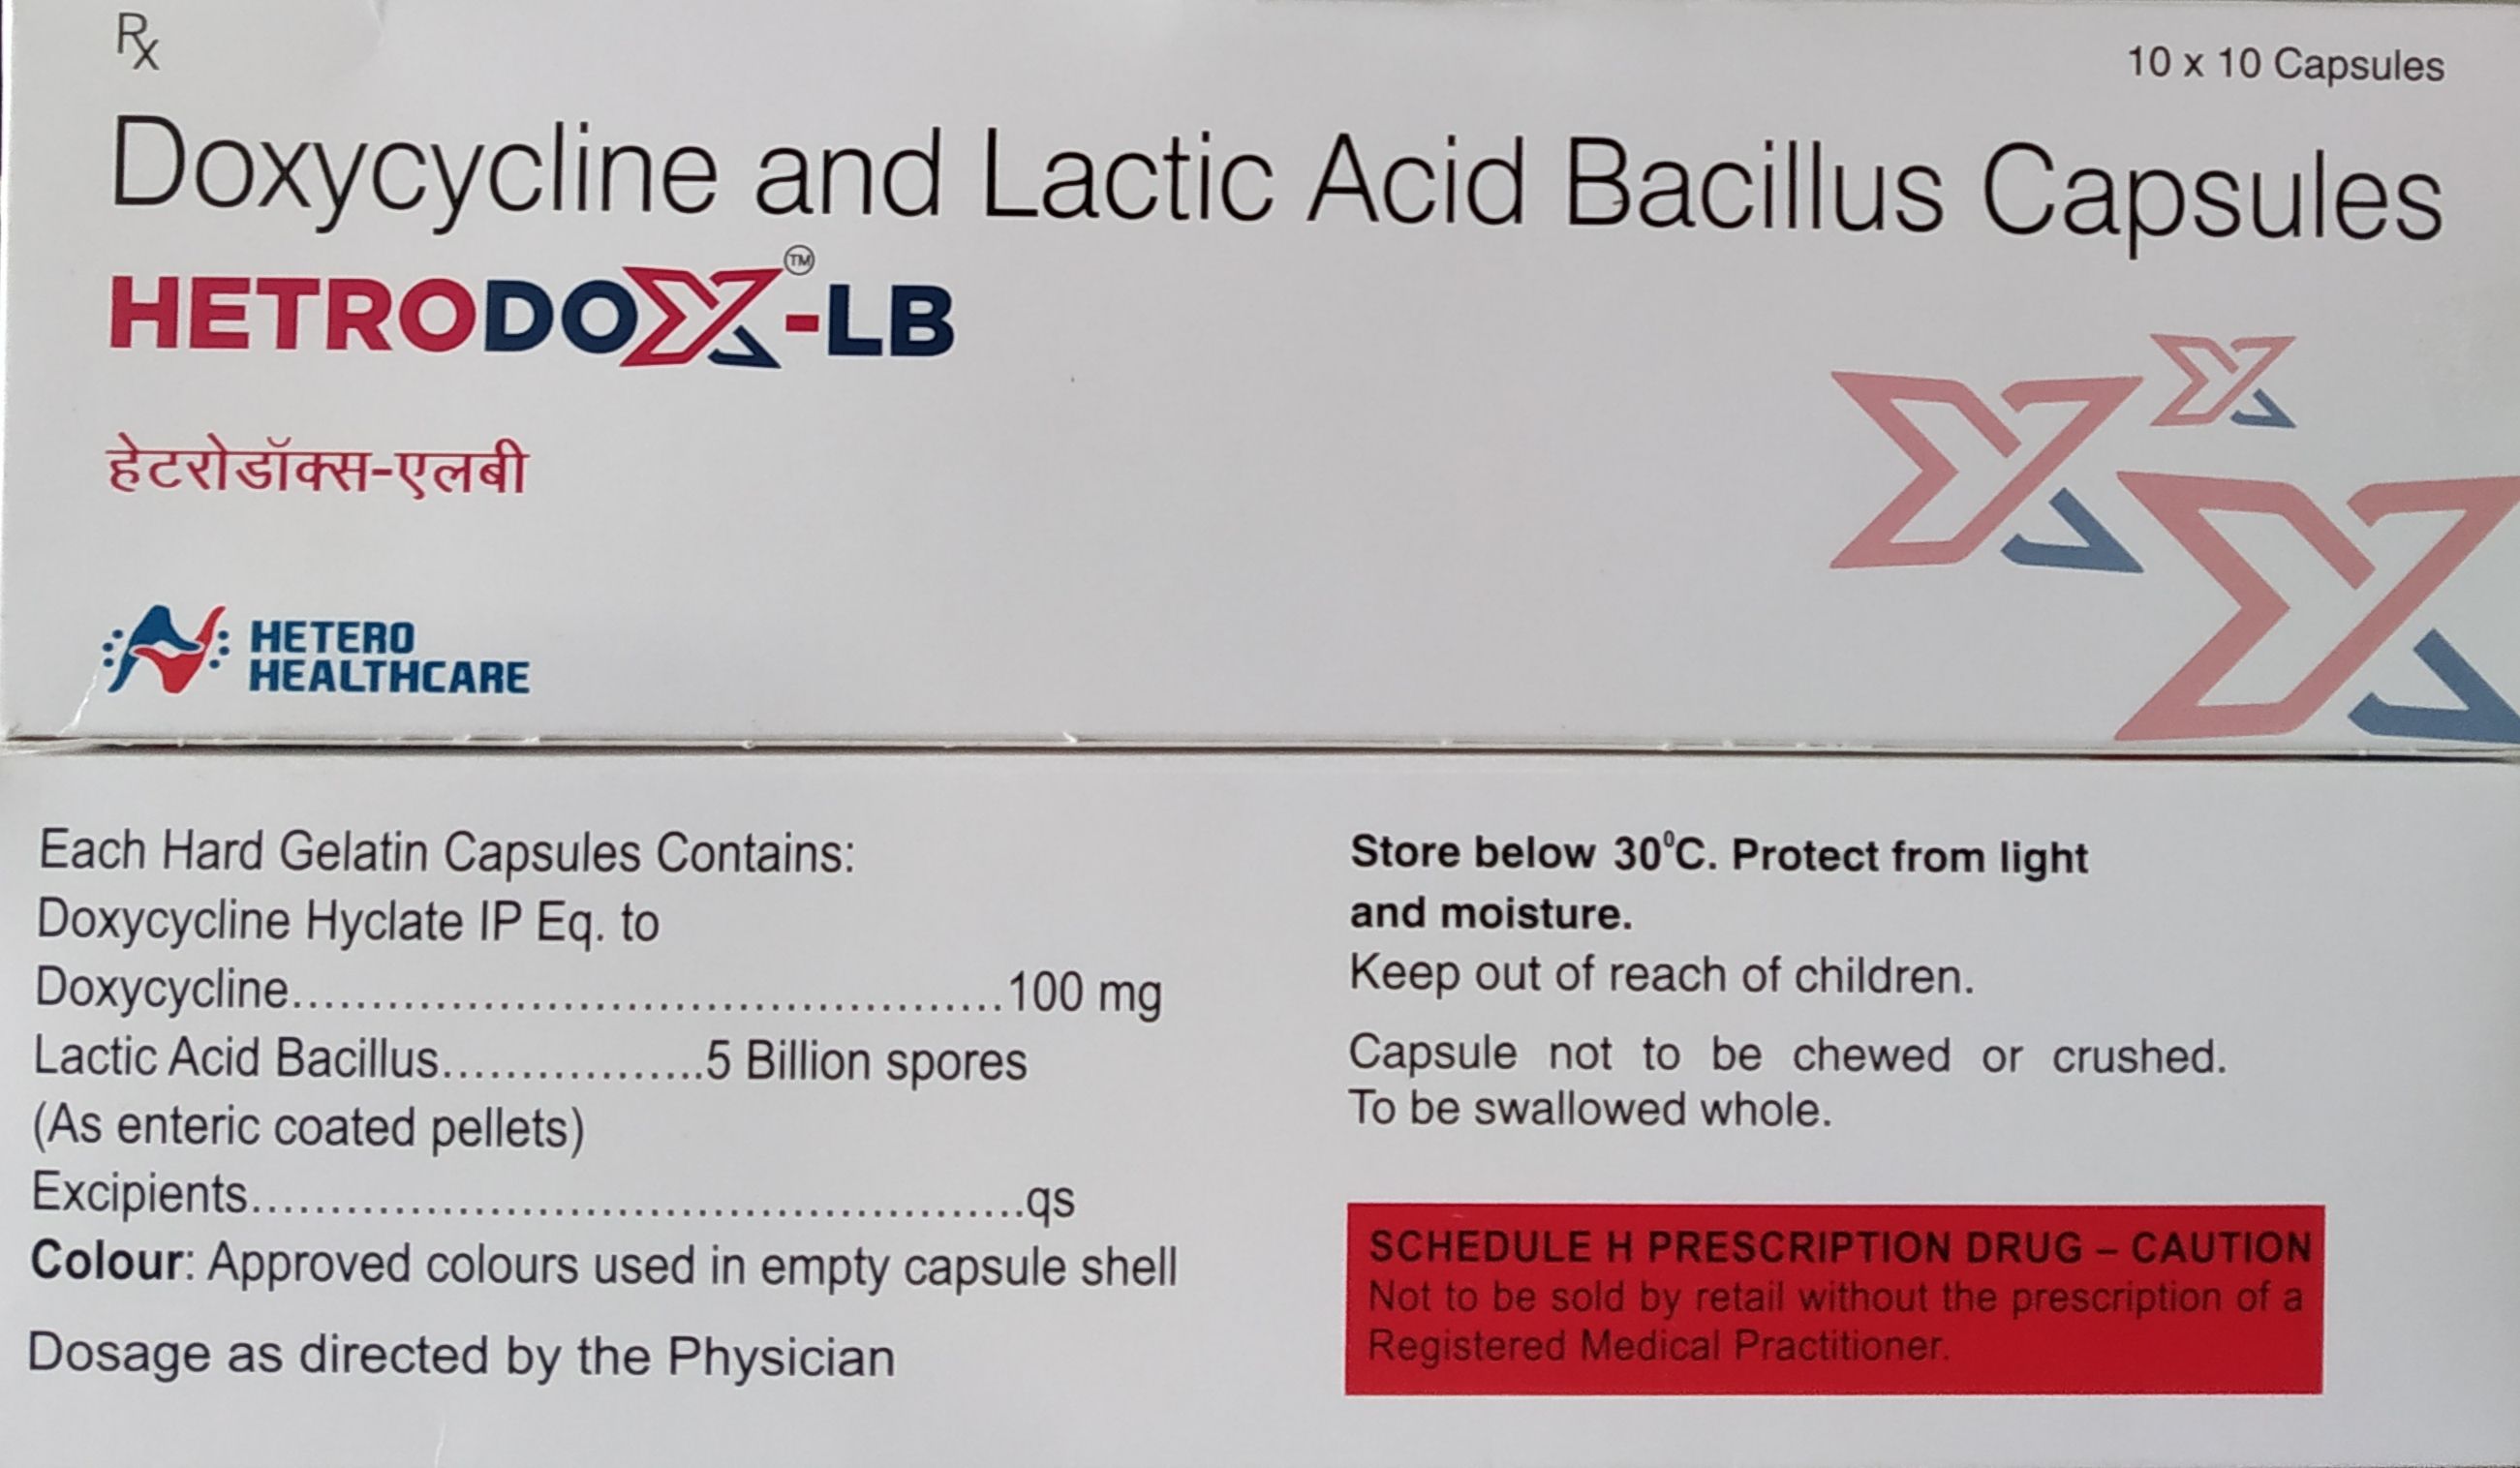 Rx
10 x 10 Capsules
Doxycycline and Lactic Acid Bacillus Capsules
HETRODOX™-LB
हेटरोडॉक्स-एलबी
HETERO
HEALTHCARE
Each Hard Gelatin Capsules Contains:
Doxycycline Hyclate IP Eq. to
Doxycycline.............................................100 mg
Lactic Acid Bacillus.................5 Billion spores
(As enteric coated pellets)
Excipients.................................................qs
Colour: Approved colours used in empty capsule shell
Dosage as directed by the Physician
Store below 30⁰C. Protect from light
and moisture.
Keep out of reach of children.
Capsule not to be chewed or crushed.
To be swallowed whole.
SCHEDULE H PRESCRIPTION DRUG – CAUTION
Not to be sold by retail without the prescription of a
Registered Medical Practitioner.